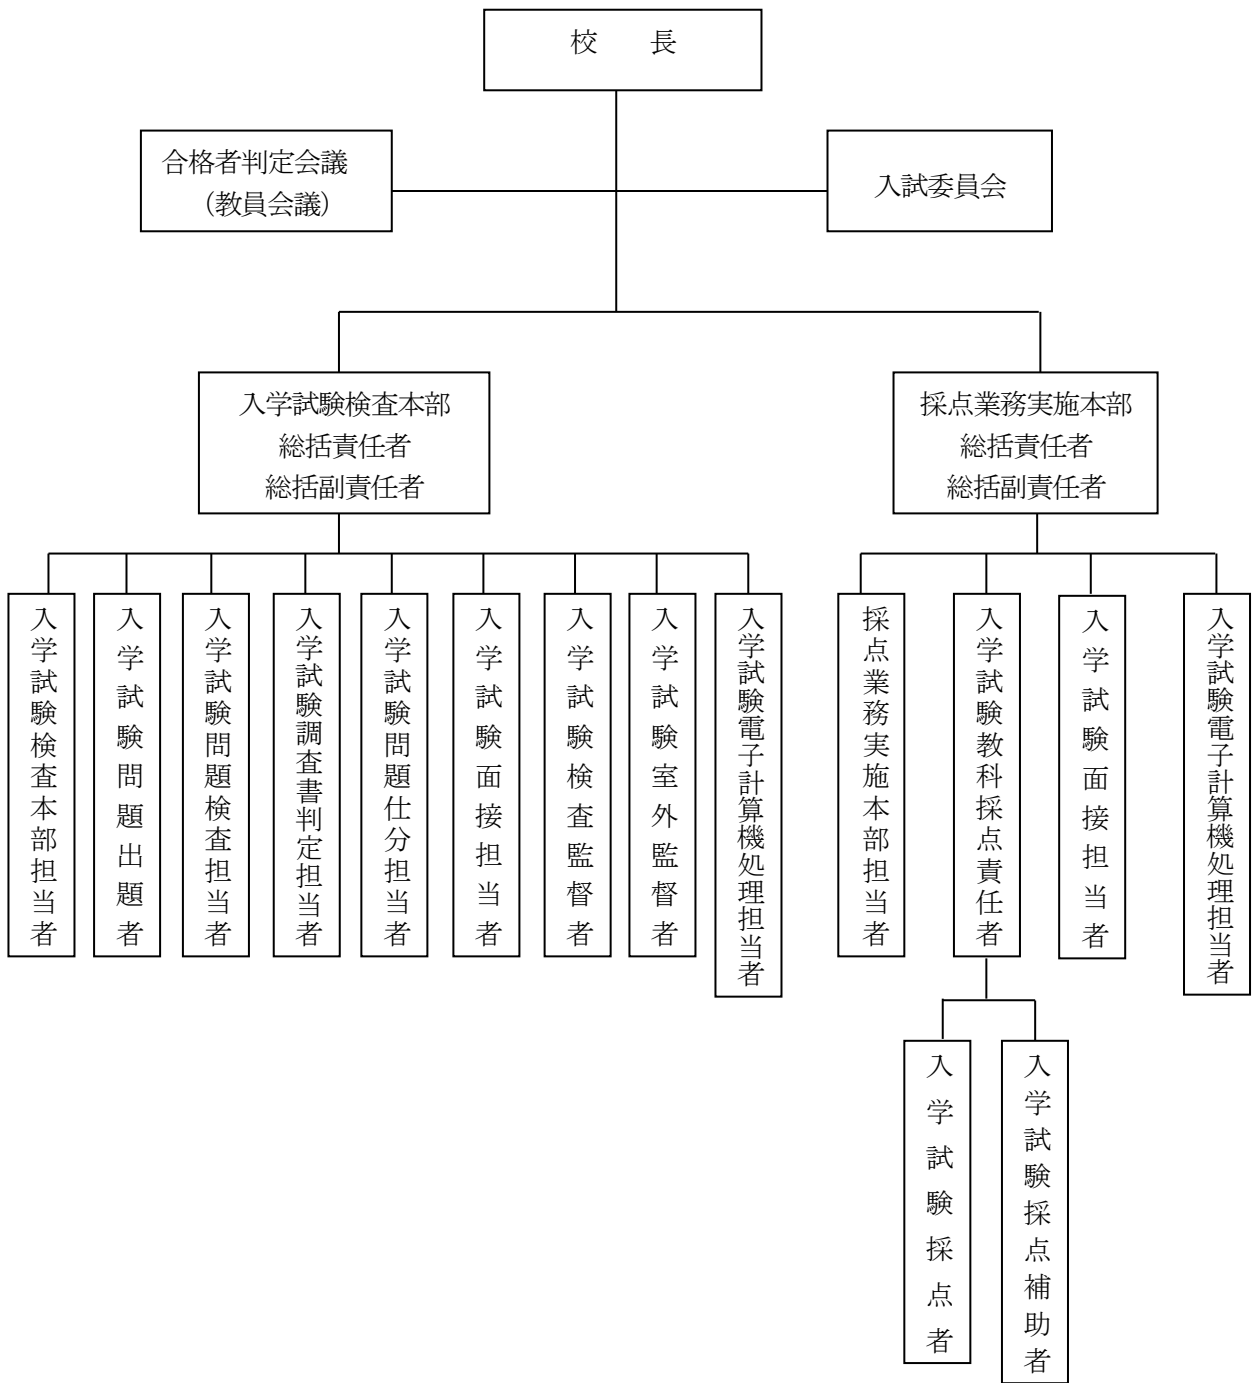 校　　長
合格者判定会議
（教員会議）
入試委員会
入学試験検査本部
総括責任者
総括副責任者
採点業務実施本部
総括責任者
総括副責任者
入学試験検査本部担当者
入学試験問題出題者
入学試験問題検査担当者
入学試験調査書判定担当者
入学試験問題仕分担当者
入学試験面接担当者
入学試験検査監督者
入学試験室外監督者
入学試験電子計算機処理担当者
採点業務実施本部担当者
入学試験教科採点責任者
入学試験面接担当者
入学試験電子計算機処理担当者
入学試験採点者
入学試験採点補助者